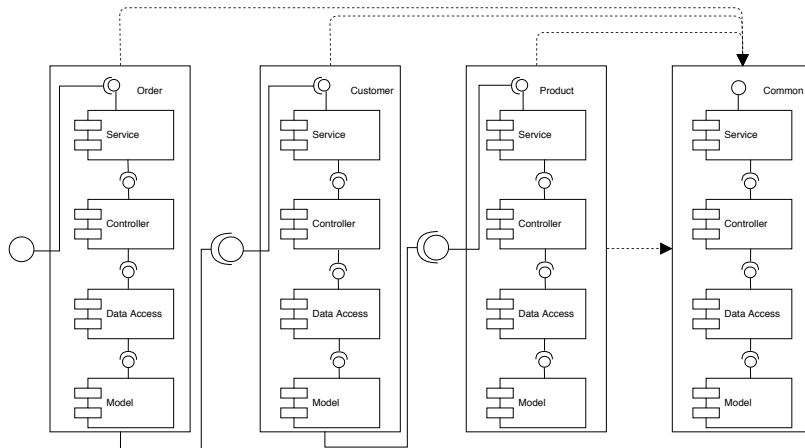 Order
Service
Controller
Data Access
Model
Customer
Service
Controller
Data Access
Model
Product
Service
Controller
Data Access
Model
Common
Service
Controller
Data Access
Model